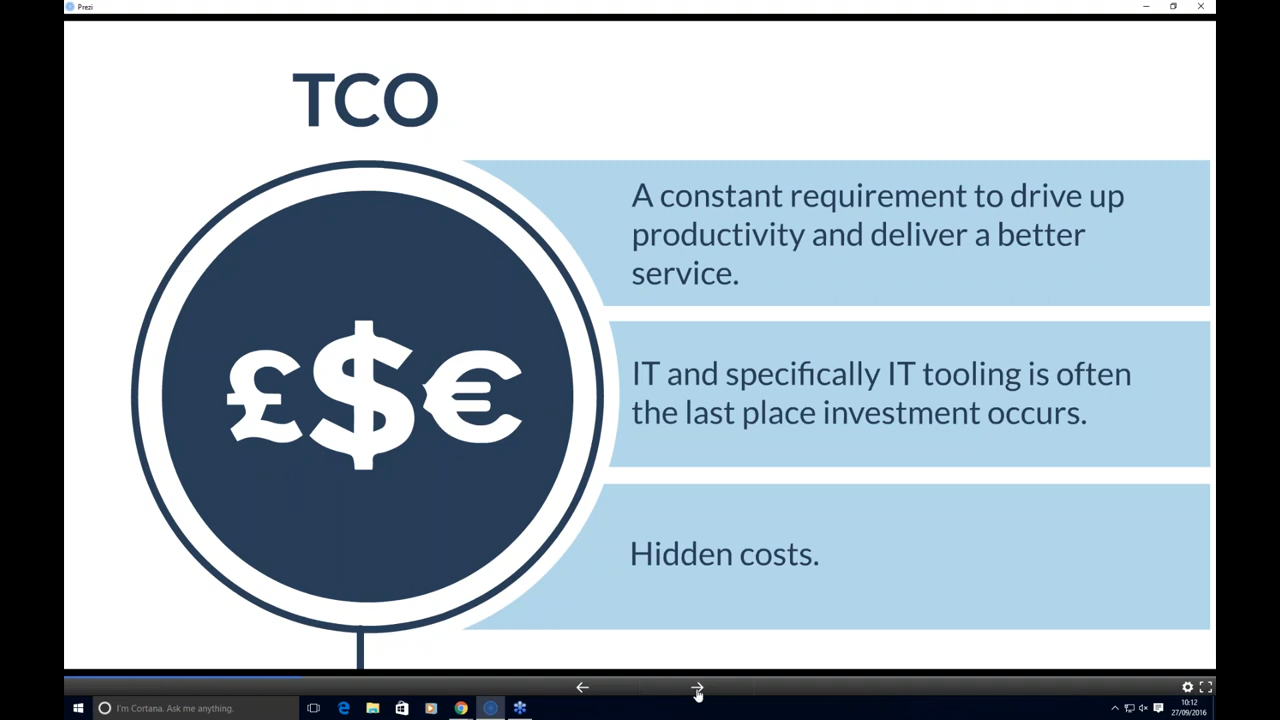 Prezi
TCO
A constant requirement to drive up
productivity and deliver a better
service.
£$€
IT and specifically IT tooling is often
the last place investment occurs.
Hidden costs.
I'm Cortana. Ask me anything.
10:12
27/09/2016